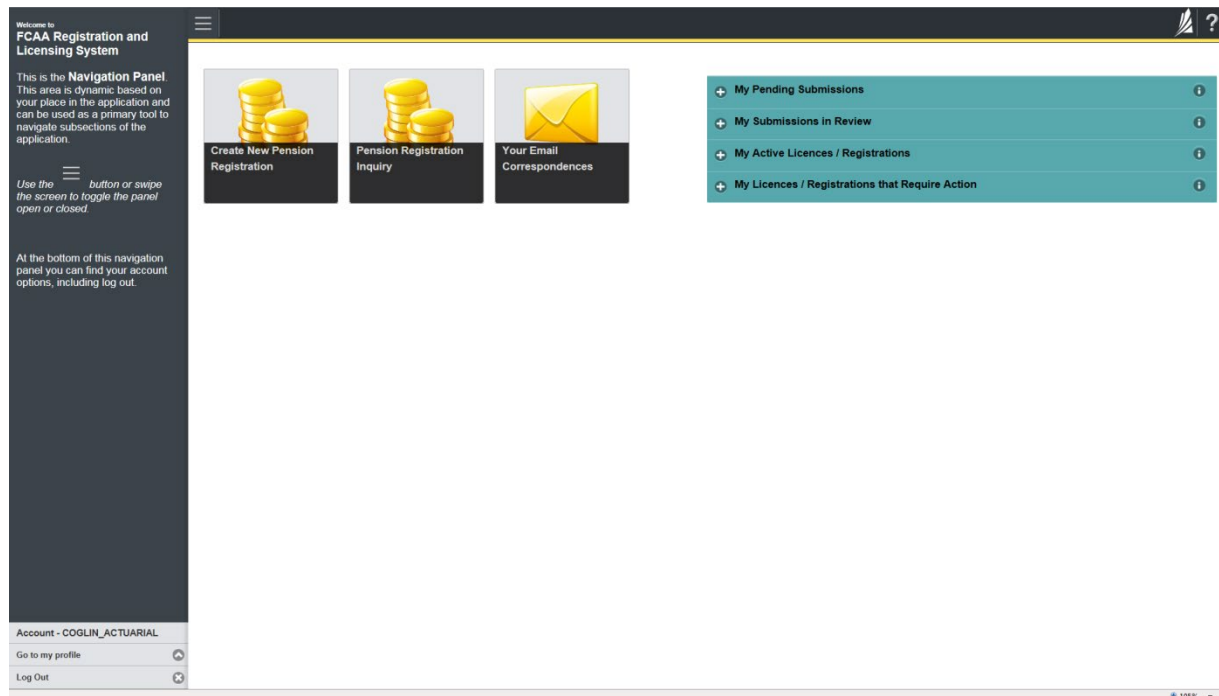 Welcome to
FCAA Registration and
Licensing System
This is the Navigation Panel.
This area is dynamic based on
your place in the application and
can be used as a primary tool to
navigate subsections of the
application.
Use the button or swipe
the screen to toggle the panel
open or closed.
At the bottom of this navigation
panel you can find your account
options, including log out.
Account - COGLIN_ACTUARIAL
Go to my profile
Log Out
?
Create New Pension
Registration
Pension Registration
Inquiry
Your Email
Correspondences
My Pending Submissions
My Submissions in Review
My Active Licences / Registrations
My Licences / Registrations that Require Action
105%